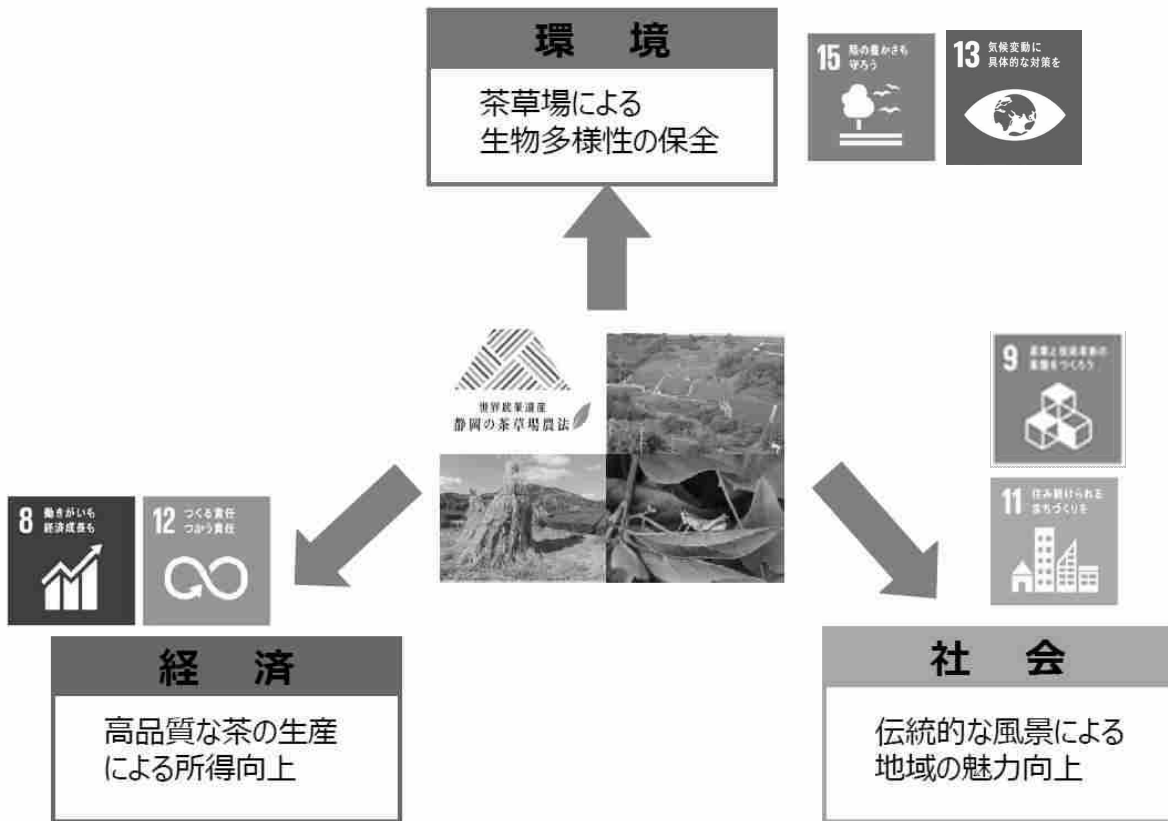 環 境
茶草場による
生物多様性の保全
15 陸の豊かさも
守ろう
13 気候変動に
具体的な対策を
世界農業遺産
静岡の茶草場農法
9 産業と技術革新の
基盤をつくろう
11 住み続けられる
まちづくりを
8 働きがいも
経済成長も
12 つくる責任
つかう責任
経 済
高品質な茶の生産
による所得向上
社 会
伝統的な風景による
地域の魅力向上